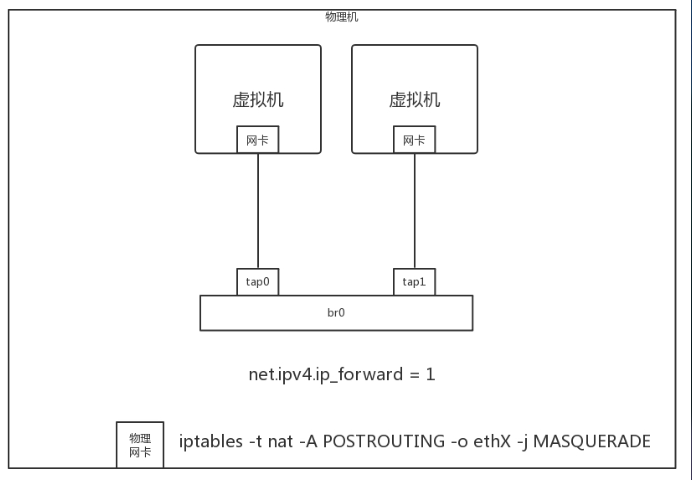 物理机
虚拟机
虚拟机
网卡
网卡
tap0
tap1
br0
net.ipv4.ip_forward = 1
物理
网卡
iptables -t nat -A POSTROUTING -o ethX -j MASQUERADE